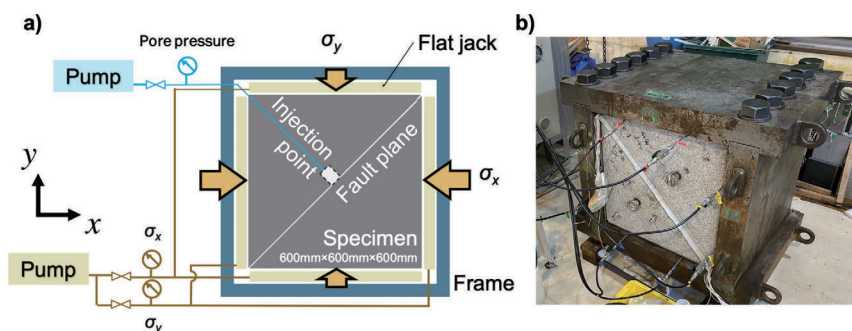 a)
Pore pressure
Pump
σy
Flat jack
Injection
point
Fault plane
σx
y
x
σx
Specimen
600mm×600mm×600mm
Pump
σy
Frame
b)